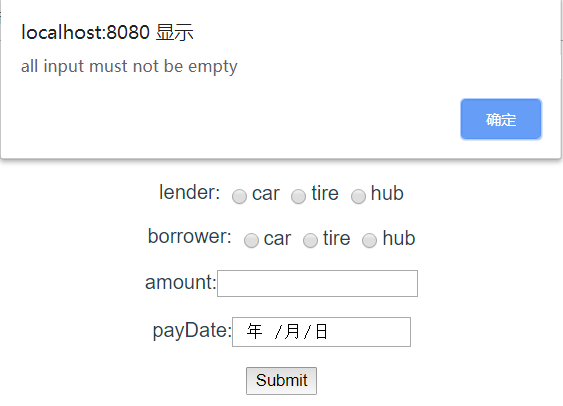 localhost:8080 显示
all input must not be empty
确定
lender: car tire hub
borrower: car tire hub
amount:
payDate: 年 /月/日
Submit